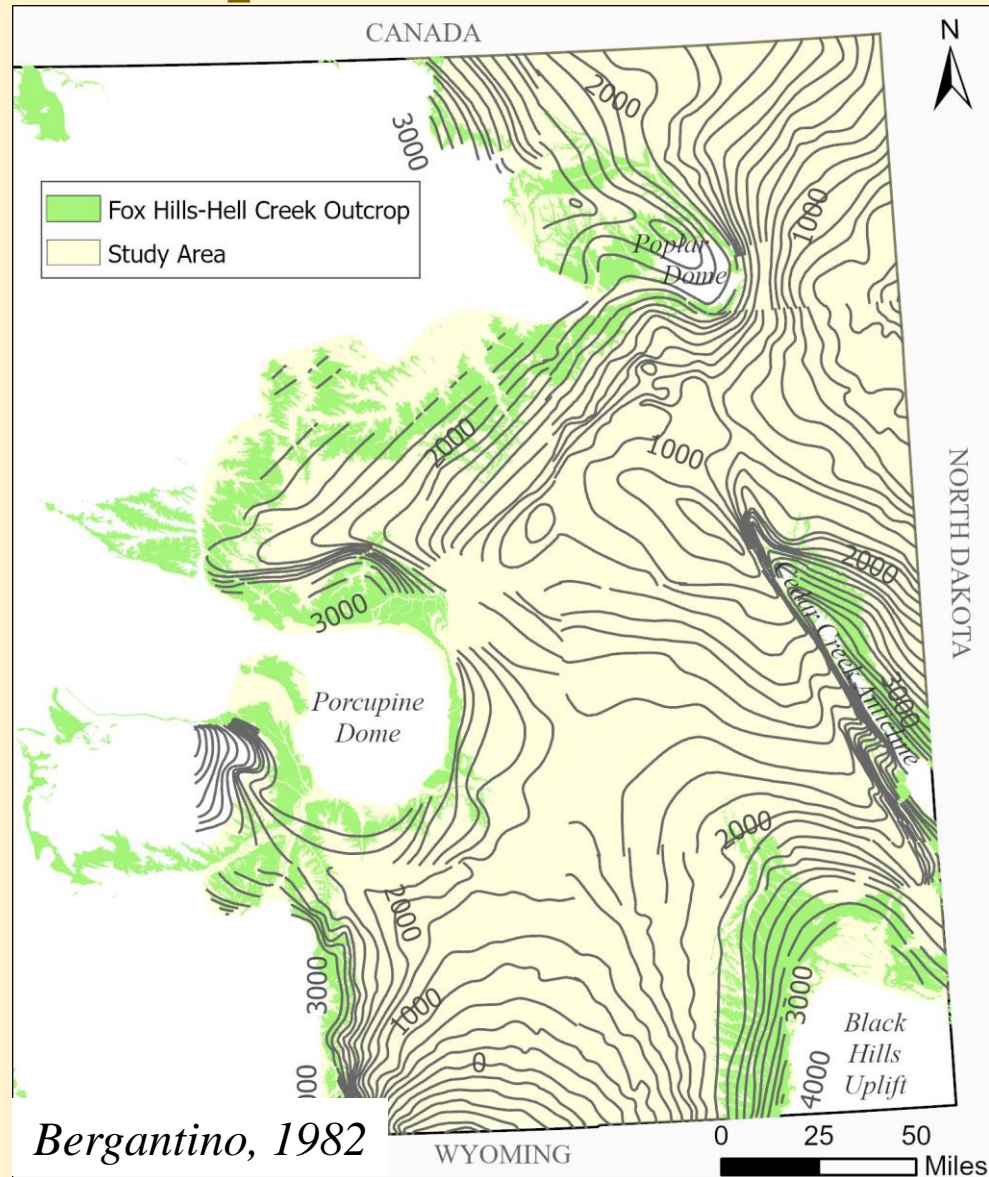 CANADA
N
2000
3000
Fox Hills-Hell Creek Outcrop
Study Area
1000
Poplar
Dome
2000
1000
NORTH DAKOTA
2000
Cedar Creek Anticline
3000
3000
Porcupine
Dome
2000
2000
3000
1000
3000
0
Black
Hills
Uplift
4000
Bergantino, 1982
WYOMING
0 25 50
Miles